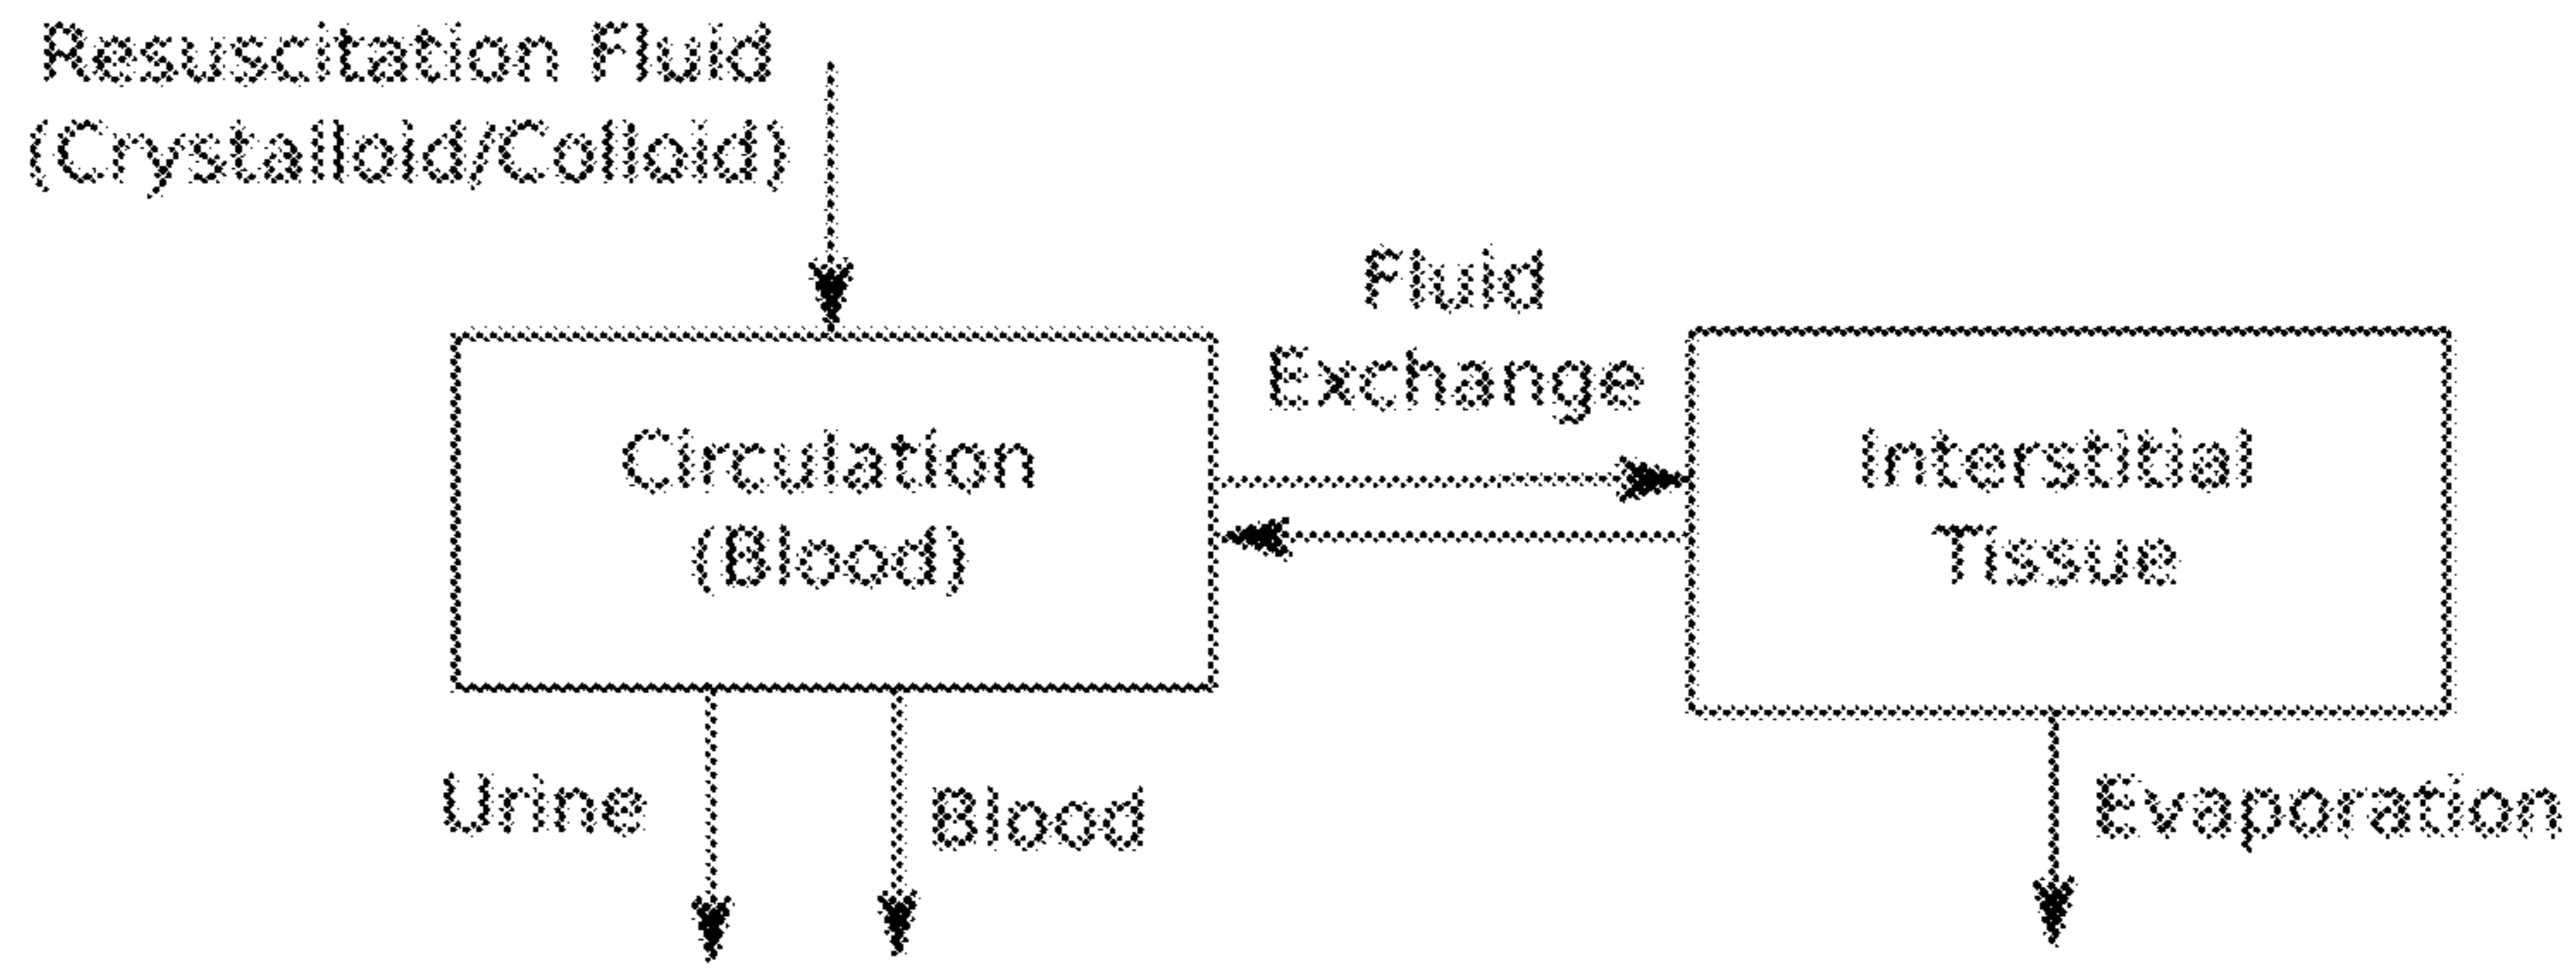 Resuscitation Fluid
(Crystalloid/Colloid)
Fluid
Exchange
Circulation
(Blood)
Interstitial
Tissue
Urine
Blood
Evaporation